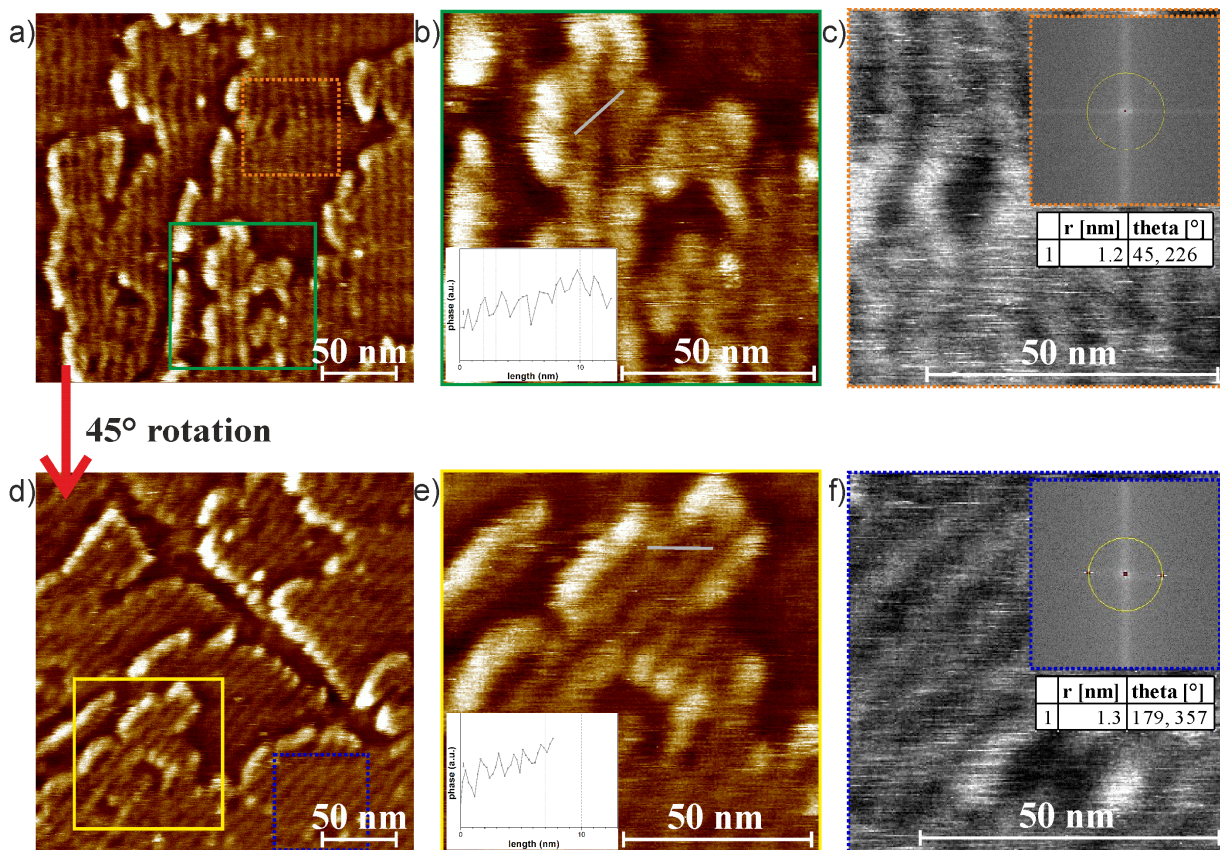 a)
b)
c)
r [nm] theta [°]
1 1.2 45, 226
phase (a.u.)
0 10
length (nm)
50 nm
50 nm
50 nm
45° rotation
d)
e)
f)
r [nm] theta [°]
1 1.3 179, 357
phase (a.u.)
0 10
length (nm)
50 nm
50 nm
50 nm